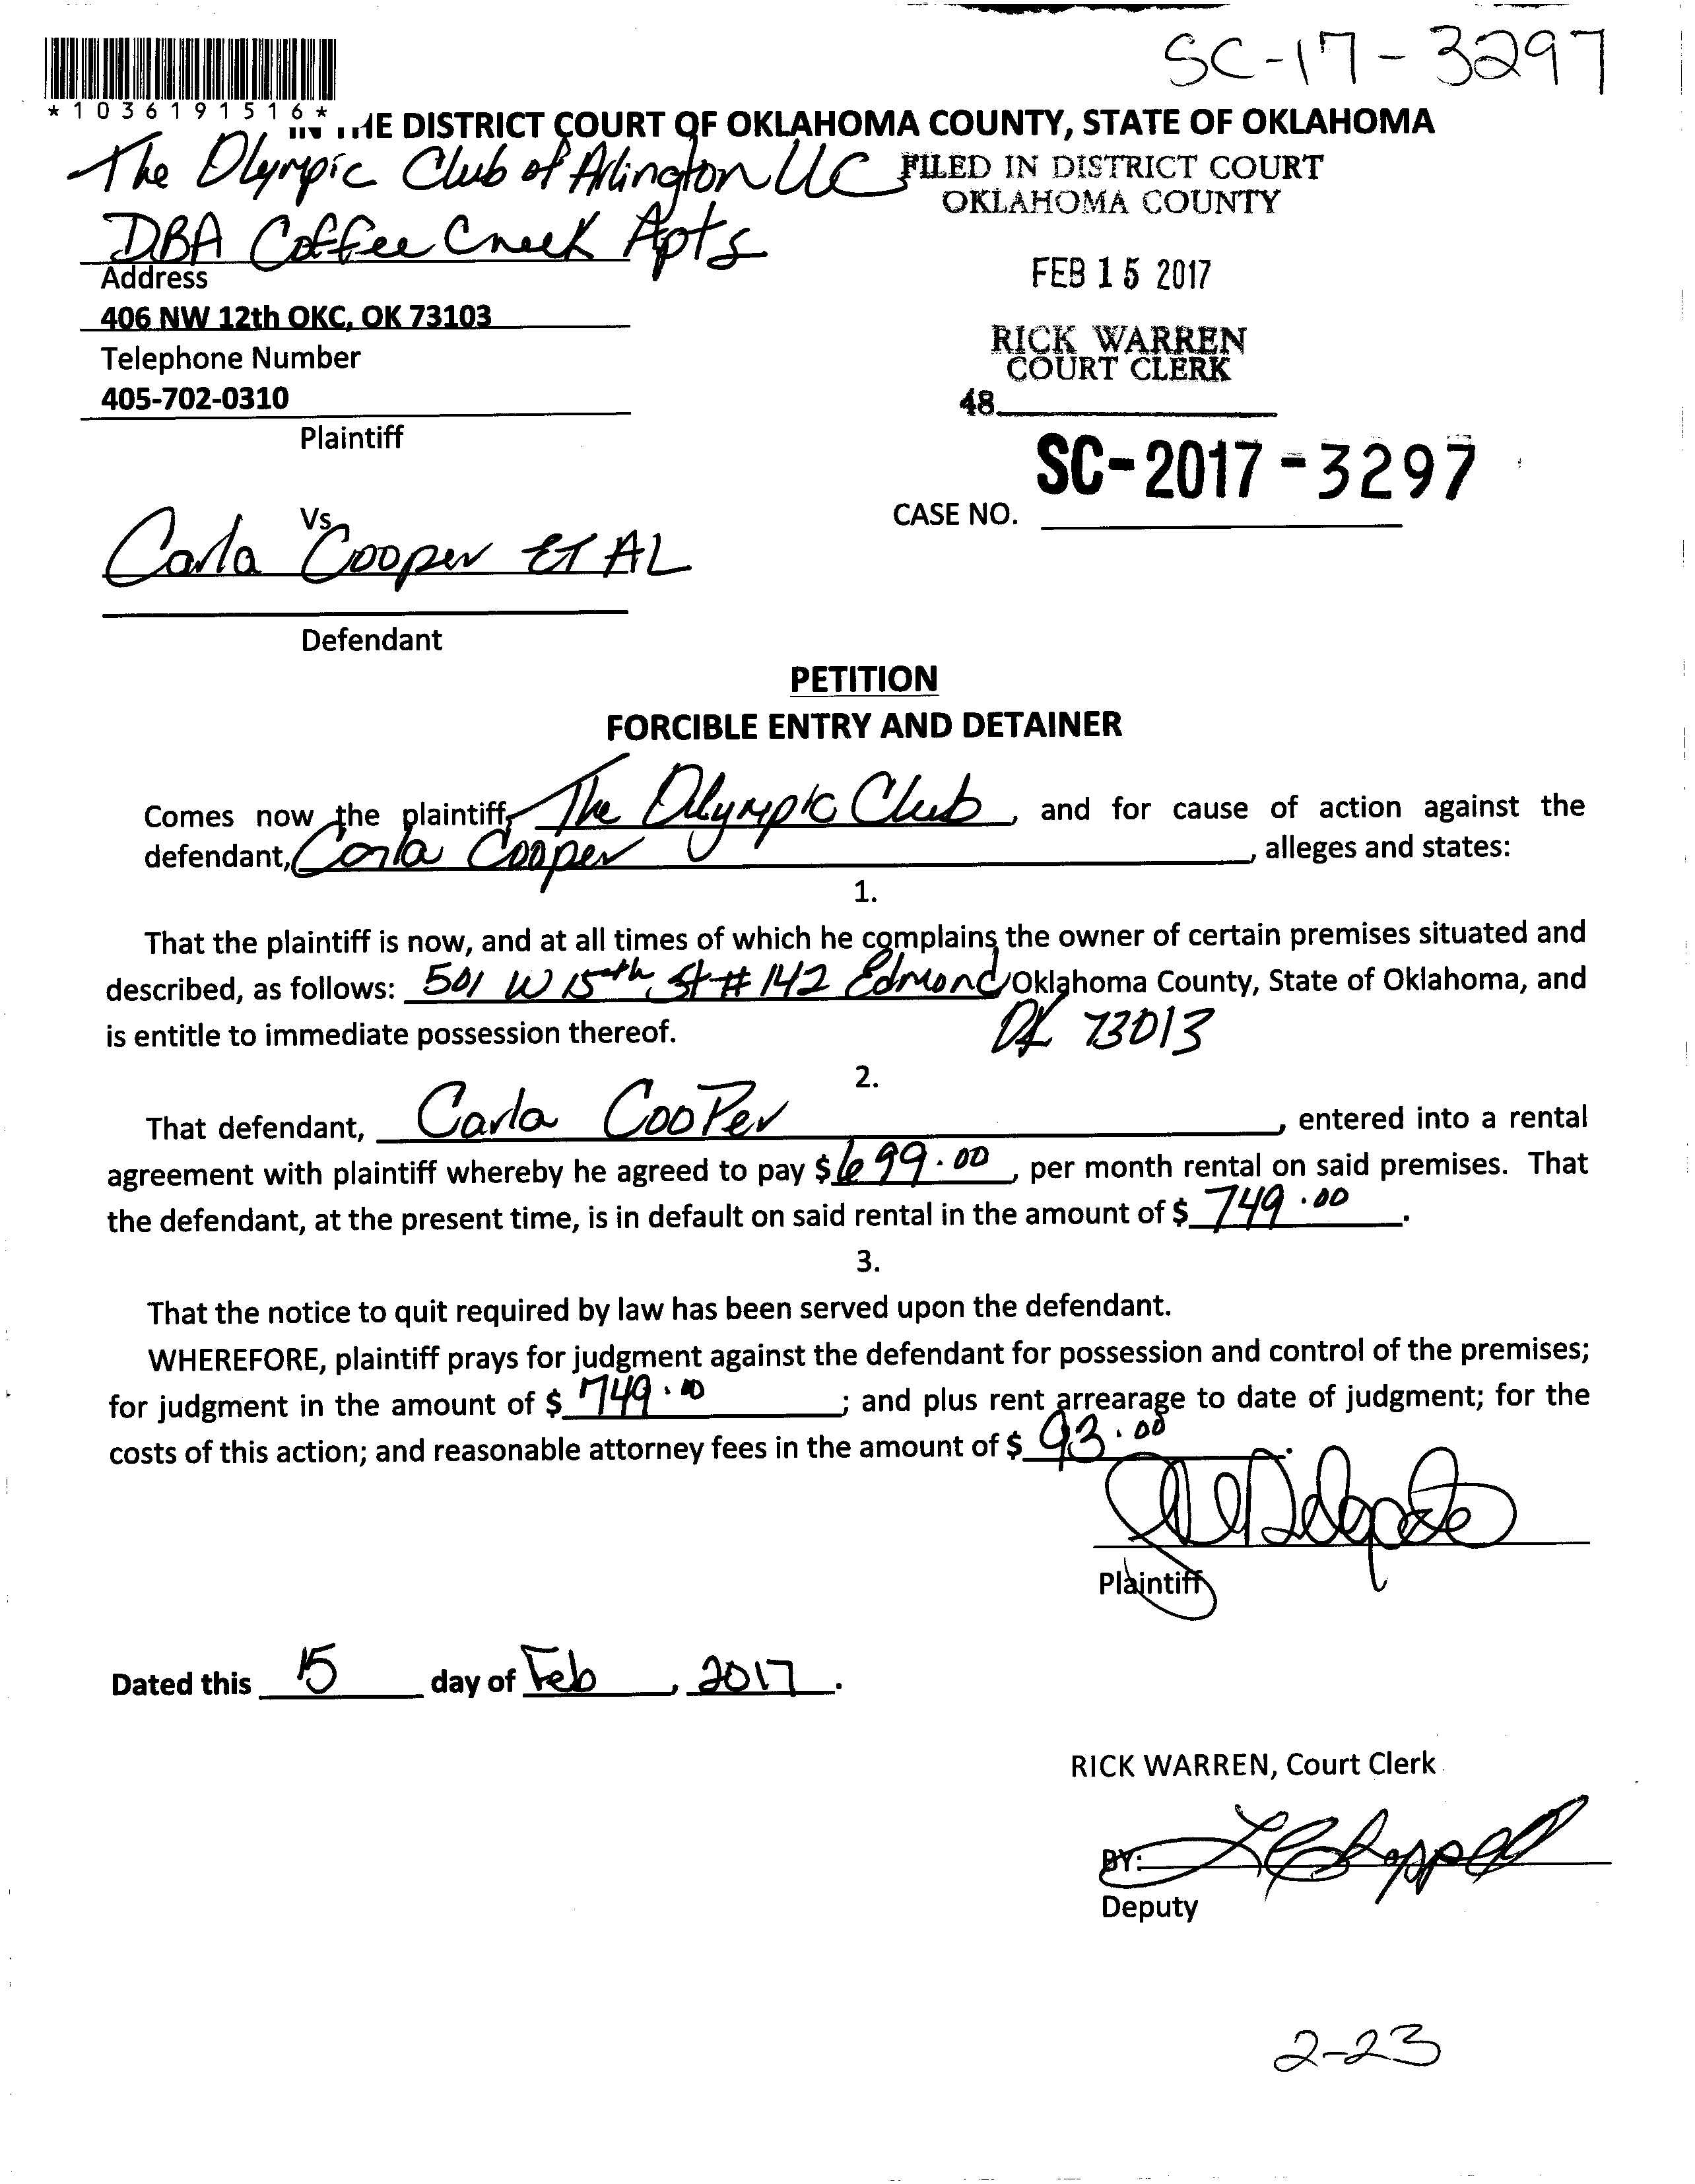 SC-17-3297
*1036191516*
IN THE DISTRICT COURT OF OKLAHOMA COUNTY, STATE OF OKLAHOMA
The Olympic Club of Arlington LLC
FILED IN DISTRICT COURT
OKLAHOMA COUNTY
DBA Coffee Creek Apts
Address
FEB 15 2017
406 NW 12th OKC, OK 73103
Telephone Number
RICK WARREN
COURT CLERK
405-702-0310
48
Plaintiff
SC-2017-3297
CASE NO.
Vs
Carla Cooper ET AL
Defendant
PETITION
FORCIBLE ENTRY AND DETAINER
Comes now the plaintiff, The Olympic Club, and for cause of action against the
defendant, Carla Cooper, alleges and states:
1.
That the plaintiff is now, and at all times of which he complains the owner of certain premises situated and
described, as follows: 501 W 15th St # 142 Edmond Oklahoma County, State of Oklahoma, and
is entitle to immediate possession thereof. OK 73013
2.
That defendant, Carla Cooper, entered into a rental
agreement with plaintiff whereby he agreed to pay $ 699.00, per month rental on said premises. That
the defendant, at the present time, is in default on said rental in the amount of $ 749.00.
3.
That the notice to quit required by law has been served upon the defendant.
WHEREFORE, plaintiff prays for judgment against the defendant for possession and control of the premises;
for judgment in the amount of $ 749.00; and plus rent arrearage to date of judgment; for the
costs of this action; and reasonable attorney fees in the amount of $ 93.00.
Plaintiff
Dated this 15 day of Feb, 2017.
RICK WARREN, Court Clerk
BY:
Deputy
2-23